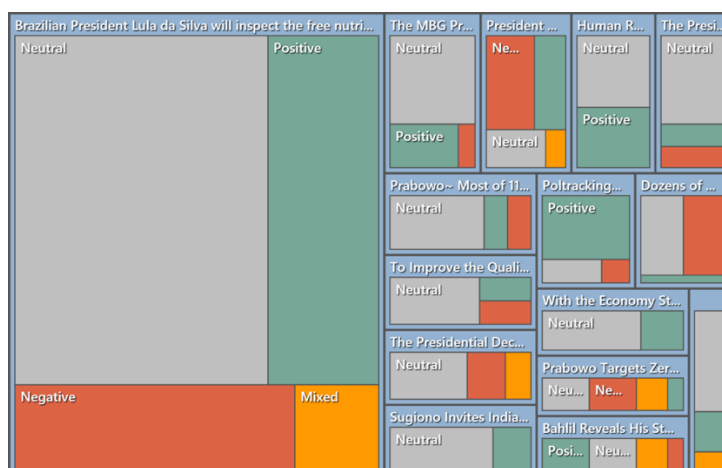 Brazilian President Lula da Silva will inspect the free nutri...
Neutral
Positive
Negative
Mixed
The MBG Pr...
Neutral
Positive
President ...
Ne...
Neutral
Human R...
Neutral
Positive
The Presi...
Neutral
Prabowo~ Most of 11...
Neutral
Poltracking...
Positive
Dozens of ...
To Improve the Quali...
Neutral
With the Economy St...
Neutral
The Presidential Dec...
Neutral
Prabowo Targets Zer...
Neu...
Ne...
Sugiono Invites India...
Neutral
Bahlil Reveals His St...
Posi...
Neu...